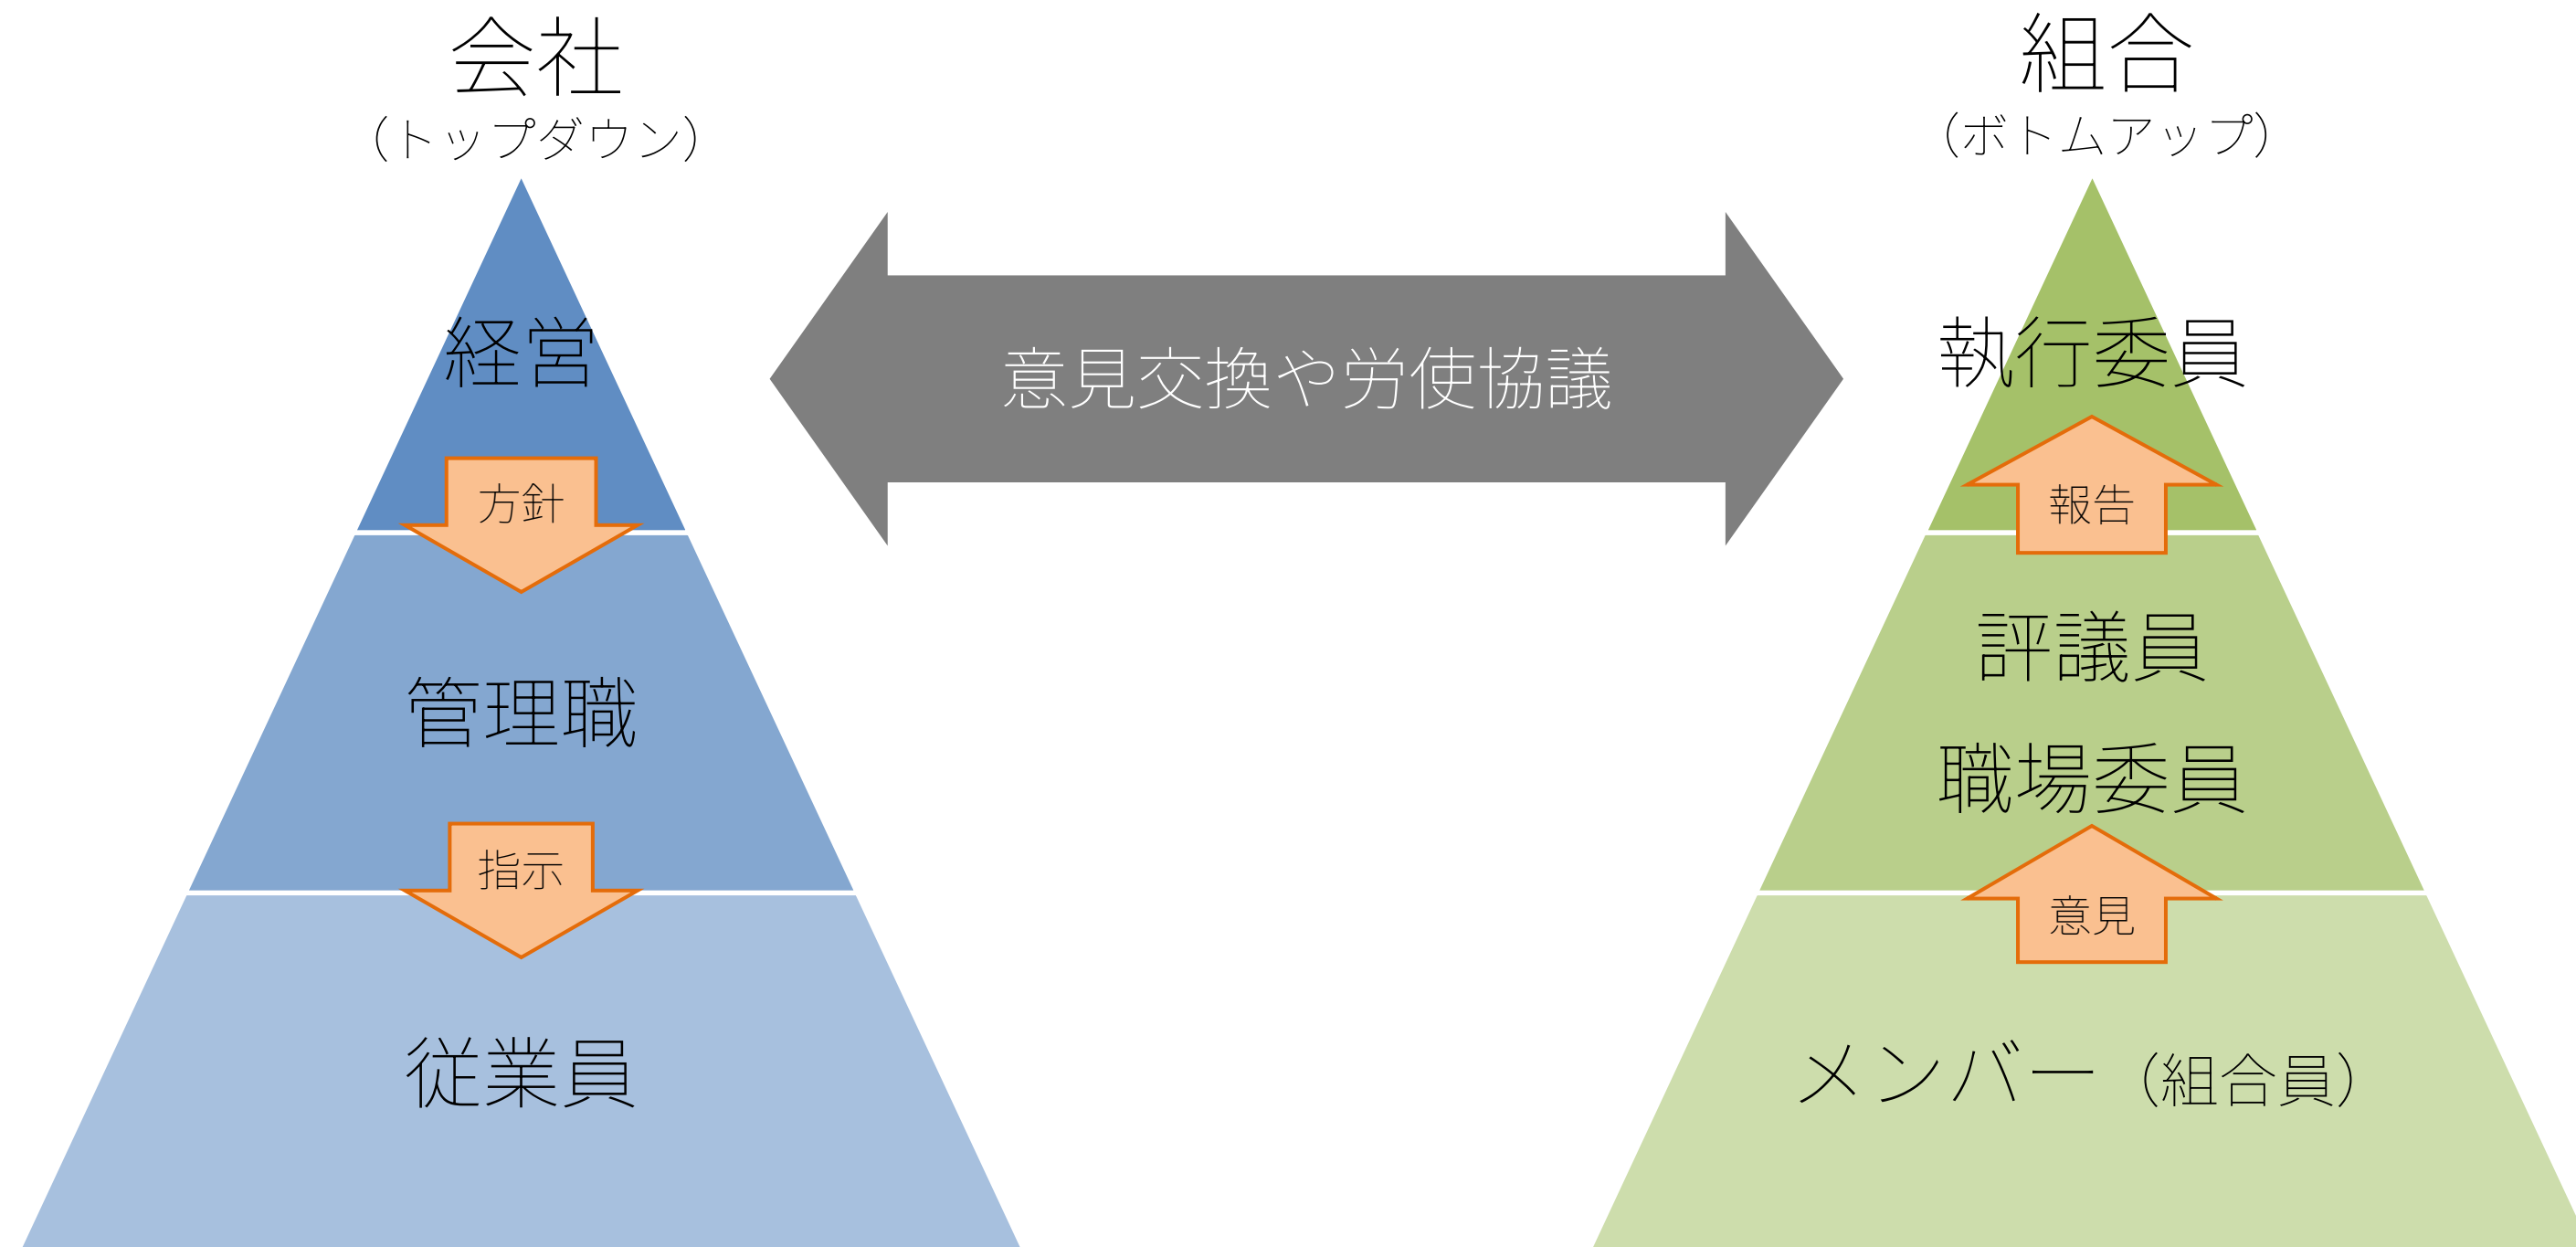 会社
（トップダウン）
経営
方針
管理職
指示
従業員
意見交換や労使協議
組合
（ボトムアップ）
執行委員
報告
評議員
職場委員
意見
メンバー（組合員）